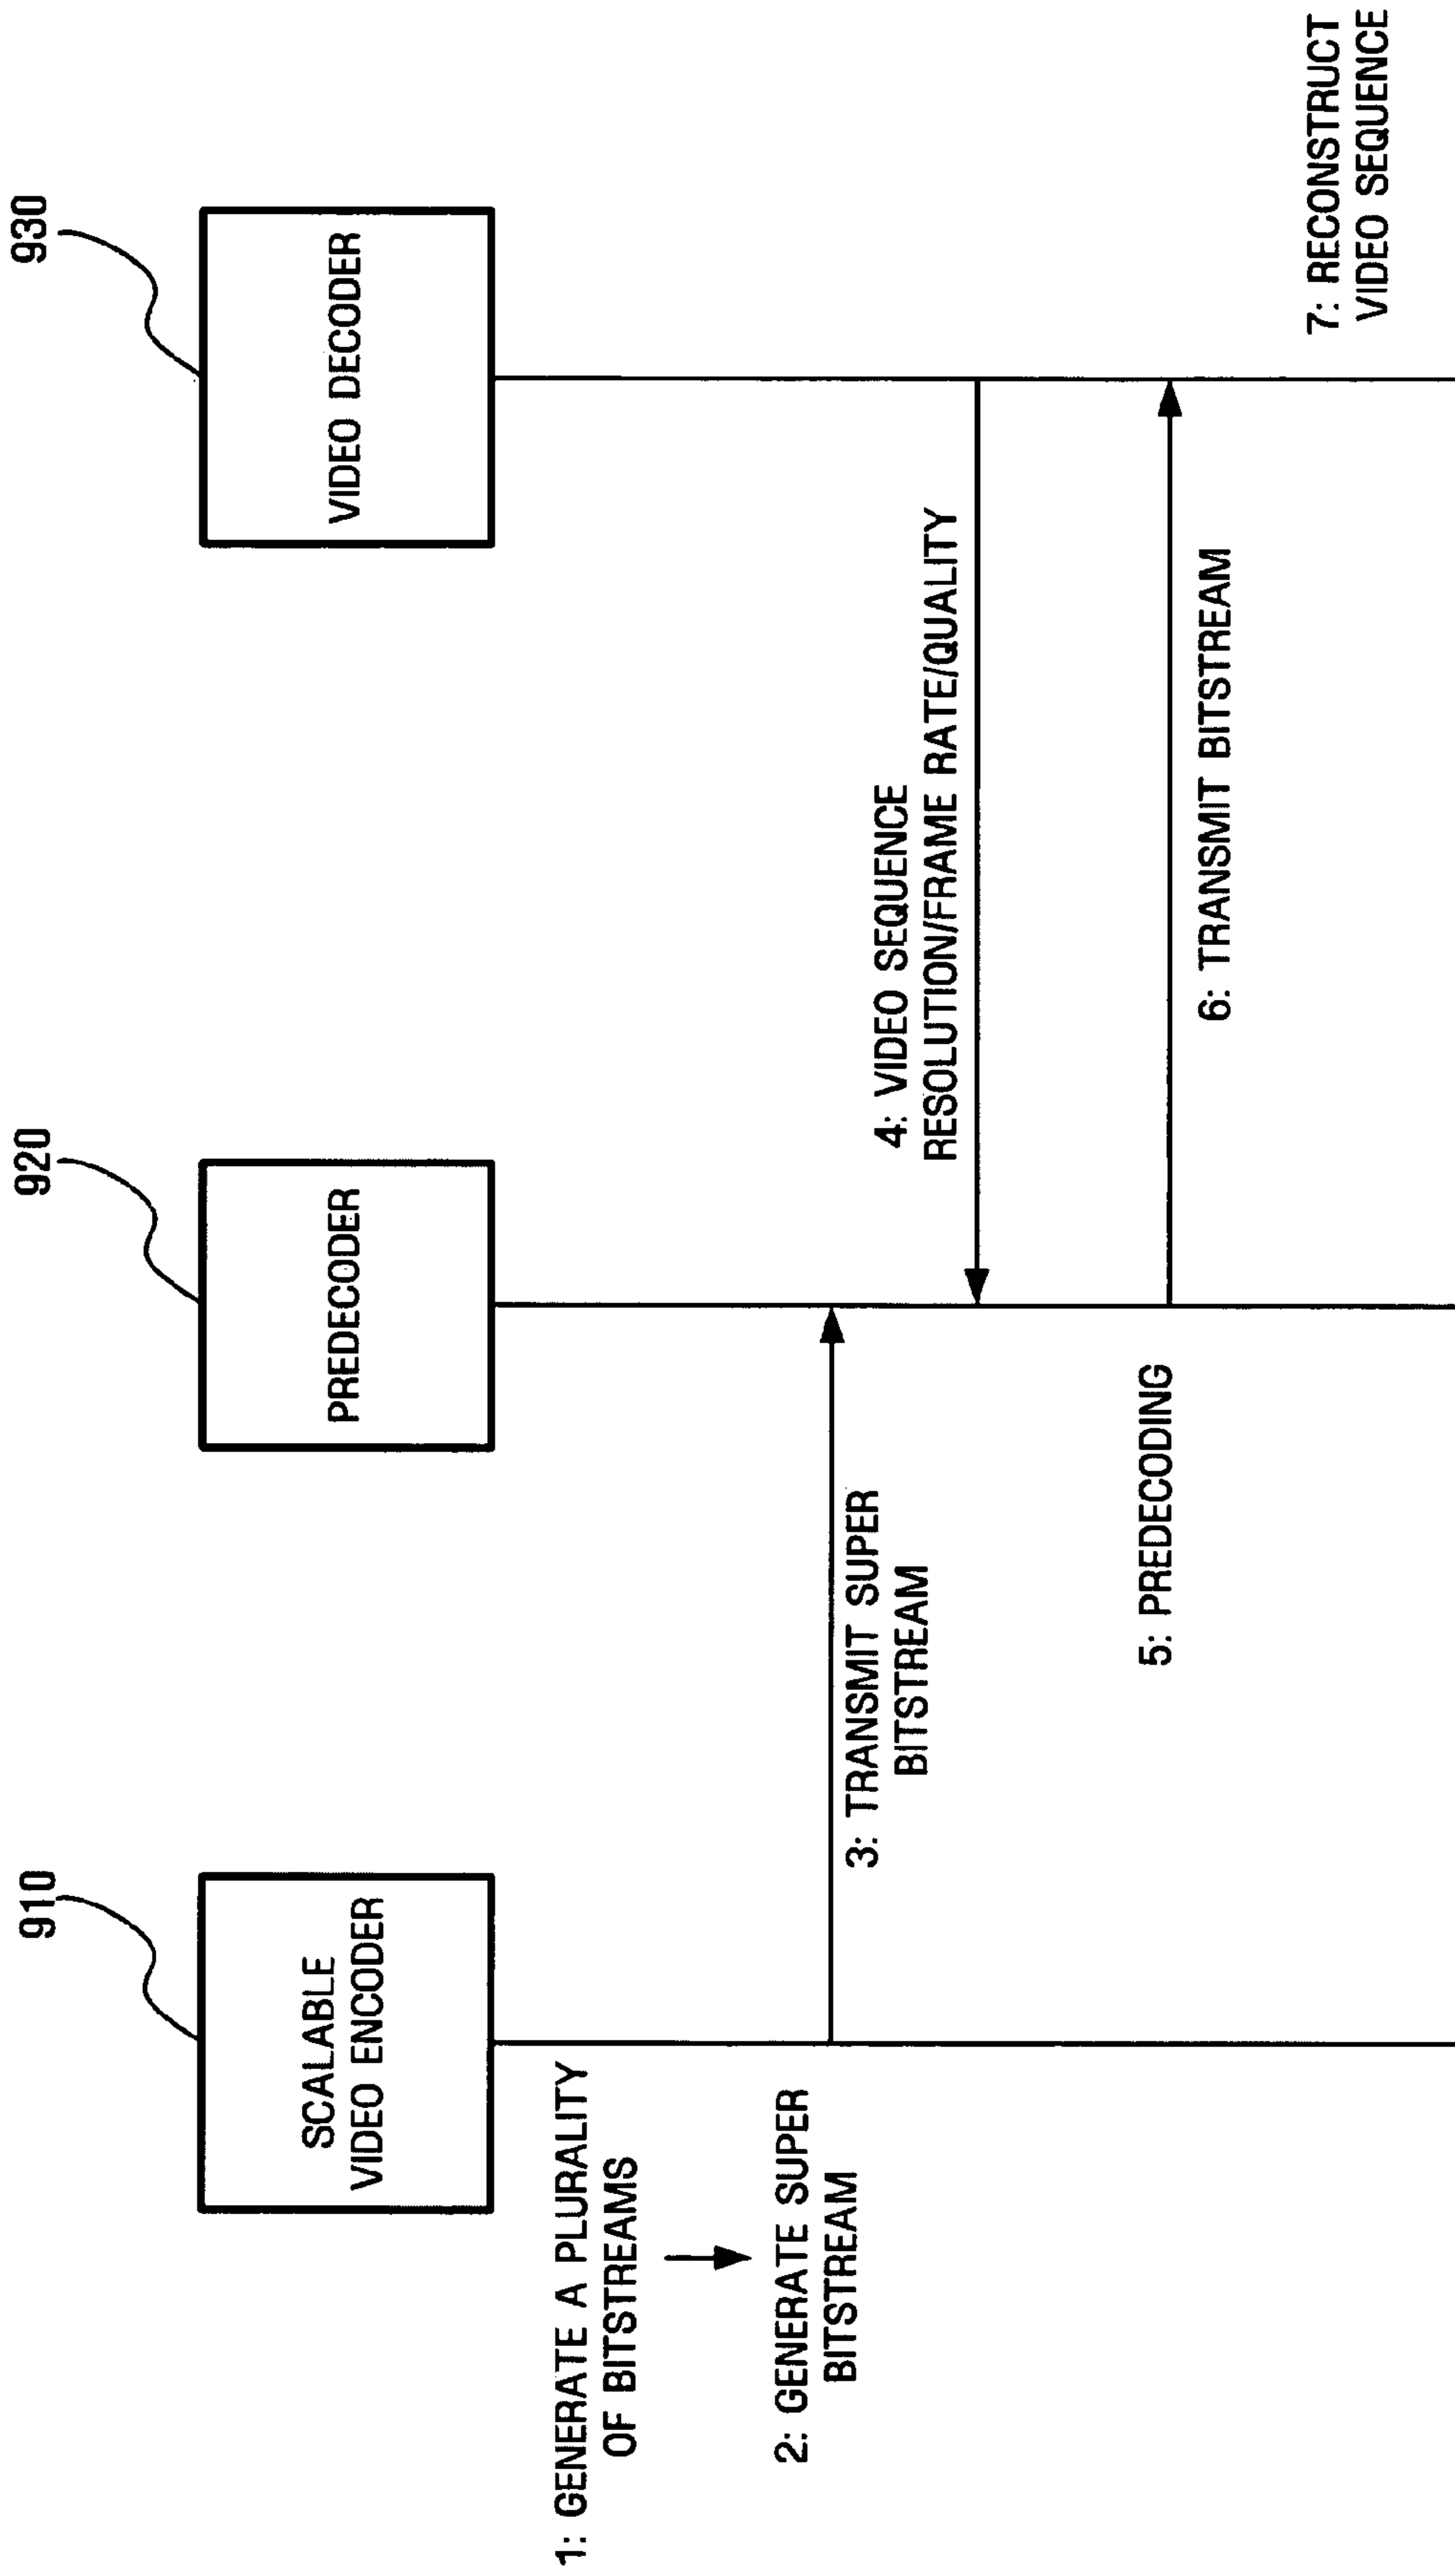 910
920
930
SCALABLE
VIDEO ENCODER
PREDECODER
VIDEO DECODER
1: GENERATE A PLURALITY
OF BITSTREAMS
2: GENERATE SUPER
BITSTREAM
3: TRANSMIT SUPER
BITSTREAM
4: VIDEO SEQUENCE
RESOLUTION/FRAME RATE/QUALITY
5: PREDECODING
6: TRANSMIT BITSTREAM
7: RECONSTRUCT
VIDEO SEQUENCE